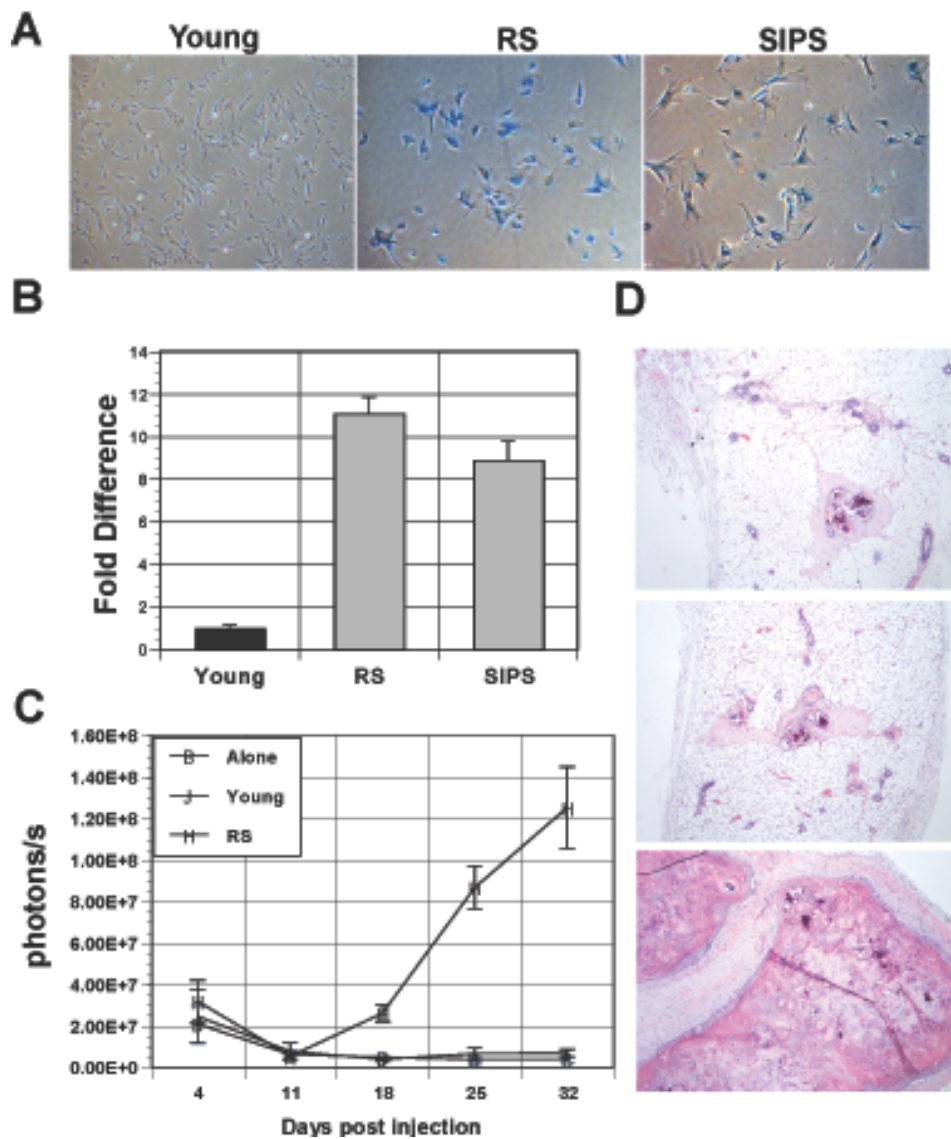 A
Young
RS
SIPS
B
Fold Difference
14
12
10
8
6
4
2
0
Young
RS
SIPS
C
photons/s
1.60E+8
1.40E+8
1.20E+8
1.00E+8
8.00E+7
6.00E+7
4.00E+7
2.00E+7
0.00E+0
B Alone
J Young
H RS
4
11
18
25
32
Days post injection
D